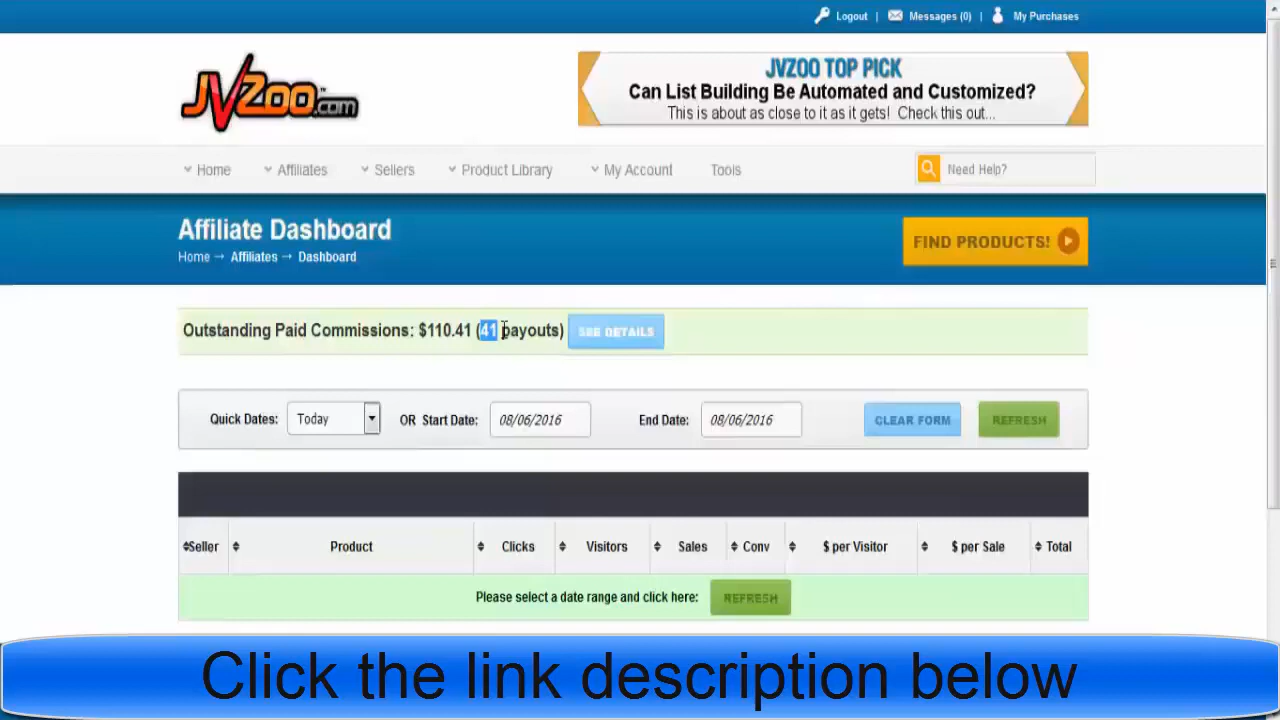 Logout | Messages (0) | My Purchases
JVZoo.com
JVZOO TOP PICK
Can List Building Be Automated and Customized?
This is about as close to it as it gets! Check this out...
Home Affiliates Sellers Product Library My Account Tools Need Help?
Affiliate Dashboard
FIND PRODUCTS!
Home → Affiliates → Dashboard
Outstanding Paid Commissions: $110.41 (41 payouts) SEE DETAILS
Quick Dates: Today OR Start Date: 08/06/2016 End Date: 08/06/2016 CLEAR FORM REFRESH
Seller Product Clicks Visitors Sales Conv $ per Visitor $ per Sale Total
Please select a date range and click here: REFRESH
Click the link description below